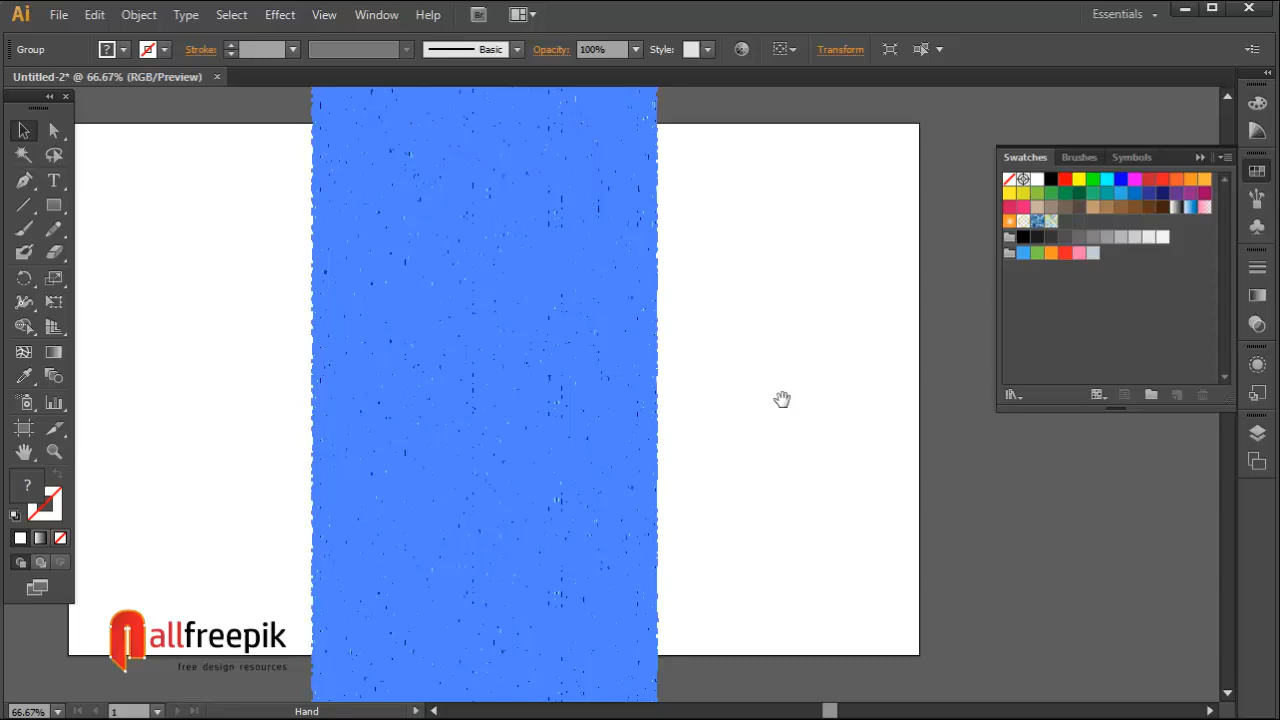 Ai File Edit Object Type Select Effect View Window Help Br Essentials
Group ? Stroke: Basic Opacity: 100% Style: Transform
Untitled-2* @ 66.67% (RGB/Preview) ×
Swatches Brushes Symbols
T
?
allfreepik
free design resources
66.67% 1 Hand